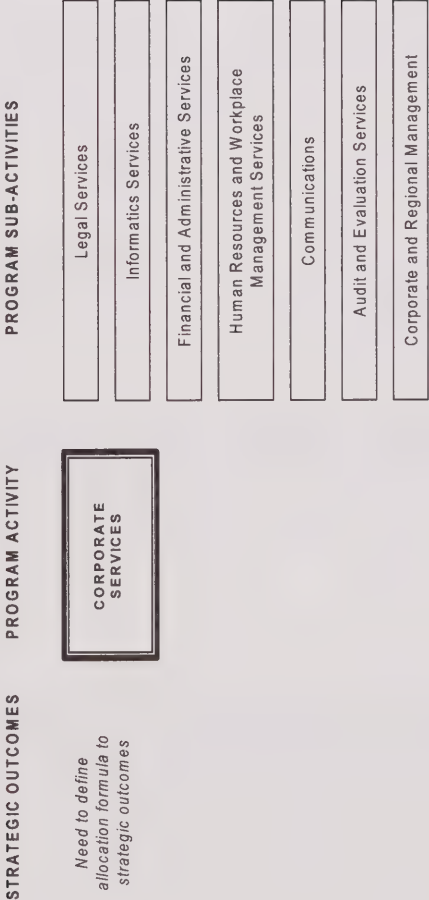 STRATEGIC OUTCOMES
PROGRAM ACTIVITY
PROGRAM SUB-ACTIVITIES
Need to define
allocation formula to
strategic outcomes
CORPORATE
SERVICES
Legal Services
Informatics Services
Financial and Administrative Services
Human Resources and Workplace
Management Services
Communications
Audit and Evaluation Services
Corporate and Regional Management